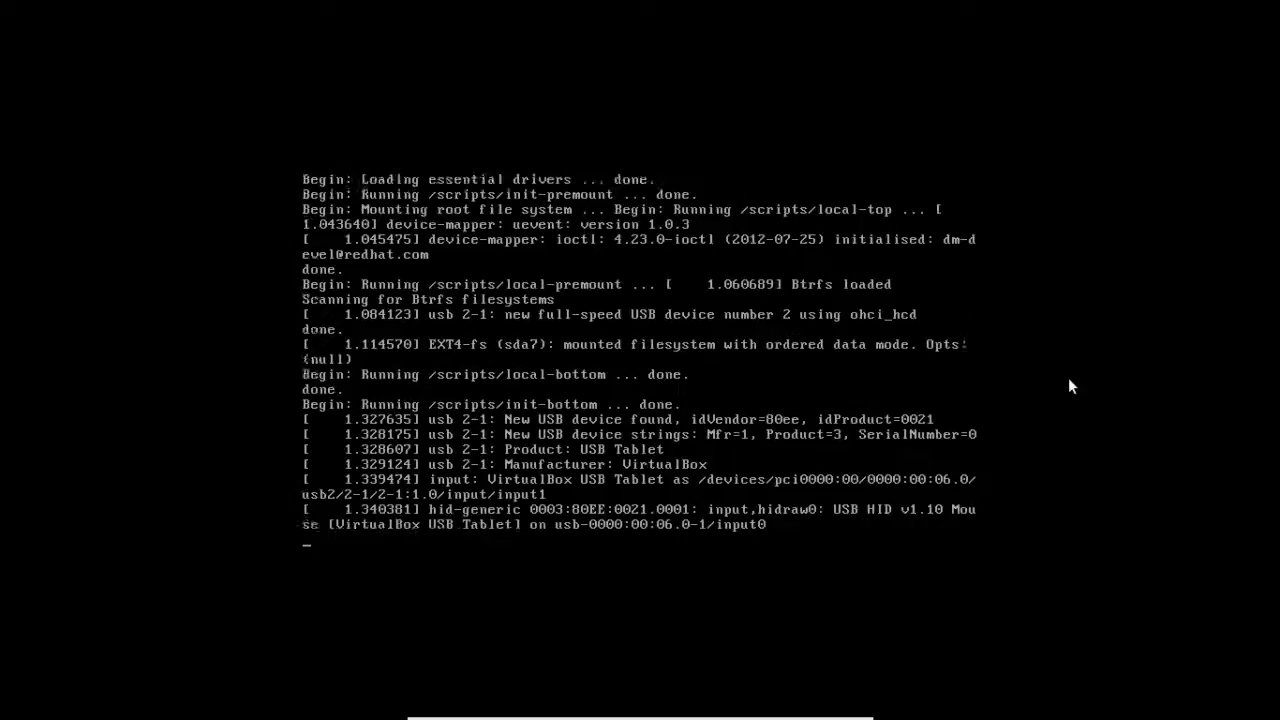 Begin: Loading essential drivers ... done.
Begin: Running /scripts/init-premount ... done.
Begin: Mounting root file system ... Begin: Running /scripts/local-top ... [
1.043640] device-mapper: uevent: version 1.0.3
[    1.045475] device-mapper: ioctl: 4.23.0-ioctl (2012-07-25) initialised: dm-d
evel@redhat.com
done.
Begin: Running /scripts/local-premount ... [    1.060689] Btrfs loaded
Scanning for Btrfs filesystems
[    1.084123] usb 2-1: new full-speed USB device number 2 using ohci_hcd
done.
[    1.114570] EXT4-fs (sda7): mounted filesystem with ordered data mode. Opts:
(null)
Begin: Running /scripts/local-bottom ... done.
done.
Begin: Running /scripts/init-bottom ... done.
[    1.327635] usb 2-1: New USB device found, idVendor=80ee, idProduct=0021
[    1.328175] usb 2-1: New USB device strings: Mfr=1, Product=3, SerialNumber=0
[    1.328607] usb 2-1: Product: USB Tablet
[    1.329124] usb 2-1: Manufacturer: VirtualBox
[    1.339474] input: VirtualBox USB Tablet as /devices/pci0000:00/0000:00:06.0/
usb2/2-1/2-1:1.0/input/input1
[    1.340381] hid-generic 0003:80EE:0021.0001: input,hidraw0: USB HID v1.10 Mou
se [VirtualBox USB Tablet] on usb-0000:00:06.0-1/input0
_